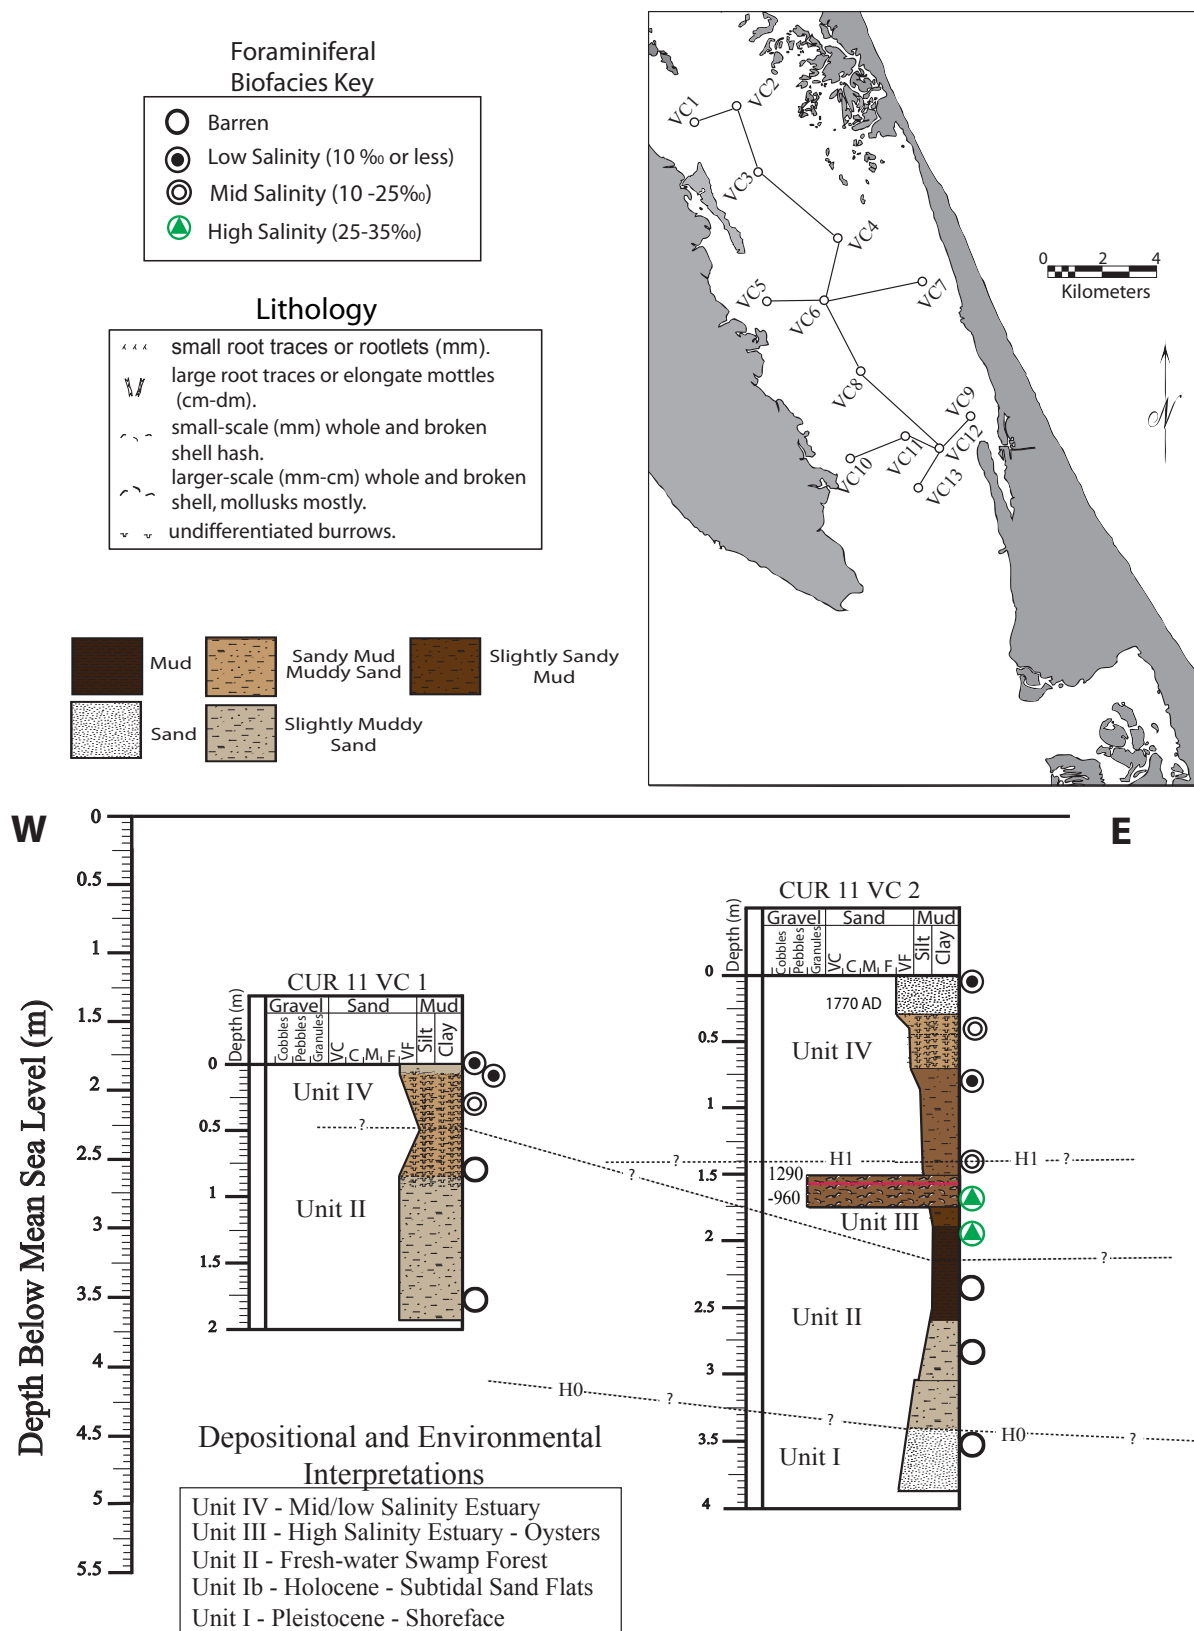 Foraminiferal
Biofacies Key
Barren
Low Salinity (10 ‰ or less)
Mid Salinity (10 -25‰)
High Salinity (25-35‰)
Lithology
small root traces or rootlets (mm).
large root traces or elongate mottles
(cm-dm).
small-scale (mm) whole and broken
shell hash.
larger-scale (mm-cm) whole and broken
shell, mollusks mostly.
undifferentiated burrows.
Mud
Sandy Mud
Muddy Sand
Slightly Sandy
Mud
Sand
Slightly Muddy
Sand
VC1
VC2
VC3
VC4
VC5
VC6
VC7
VC8
VC9
VC10
VC11
VC12
VC13
0 2 4
Kilometers
N
W
E
Depth Below Mean Sea Level (m)
0
0.5
1
1.5
2
2.5
3
3.5
4
4.5
5
5.5
CUR 11 VC 1
Depth (m)
Gravel Sand Mud
Cobbles
Pebbles
Granules
VC
C
M
F
VF
Silt
Clay
0
0.5
1
1.5
2
Unit IV
?
Unit II
CUR 11 VC 2
Depth (m)
Gravel Sand Mud
Cobbles
Pebbles
Granules
VC
C
M
F
VF
Silt
Clay
0
0.5
1
1.5
2
2.5
3
3.5
4
1770 AD
Unit IV
? H1 H1 ?
?
1290
-960
Unit III
?
Unit II
H0 ? ? ? H0 ?
Unit I
Depositional and Environmental
Interpretations
Unit IV - Mid/low Salinity Estuary
Unit III - High Salinity Estuary - Oysters
Unit II - Fresh-water Swamp Forest
Unit Ib - Holocene - Subtidal Sand Flats
Unit I - Pleistocene - Shoreface